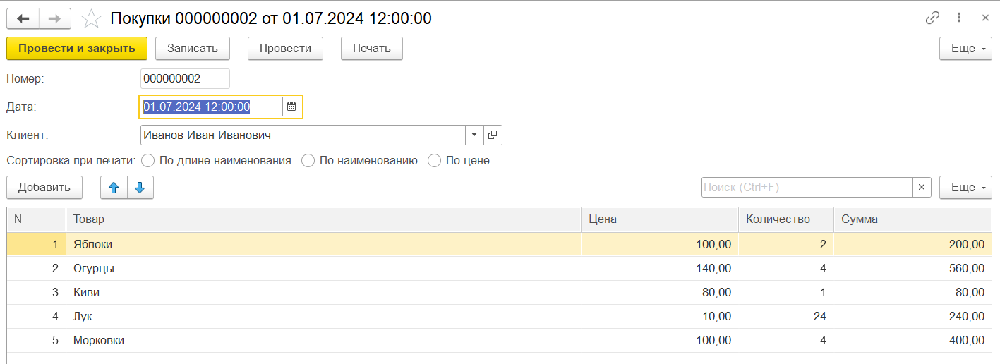 Покупки 000000002 от 01.07.2024 12:00:00
Провести и закрыть Записать Провести Печать Еще
Номер: 000000002
Дата: 01.07.2024 12:00:00
Клиент: Иванов Иван Иванович
Сортировка при печати: По длине наименования По наименованию По цене
Добавить Поиск (Ctrl+F) Еще
N Товар Цена Количество Сумма
1 Яблоки 100,00 2 200,00
2 Огурцы 140,00 4 560,00
3 Киви 80,00 1 80,00
4 Лук 10,00 24 240,00
5 Морковки 100,00 4 400,00